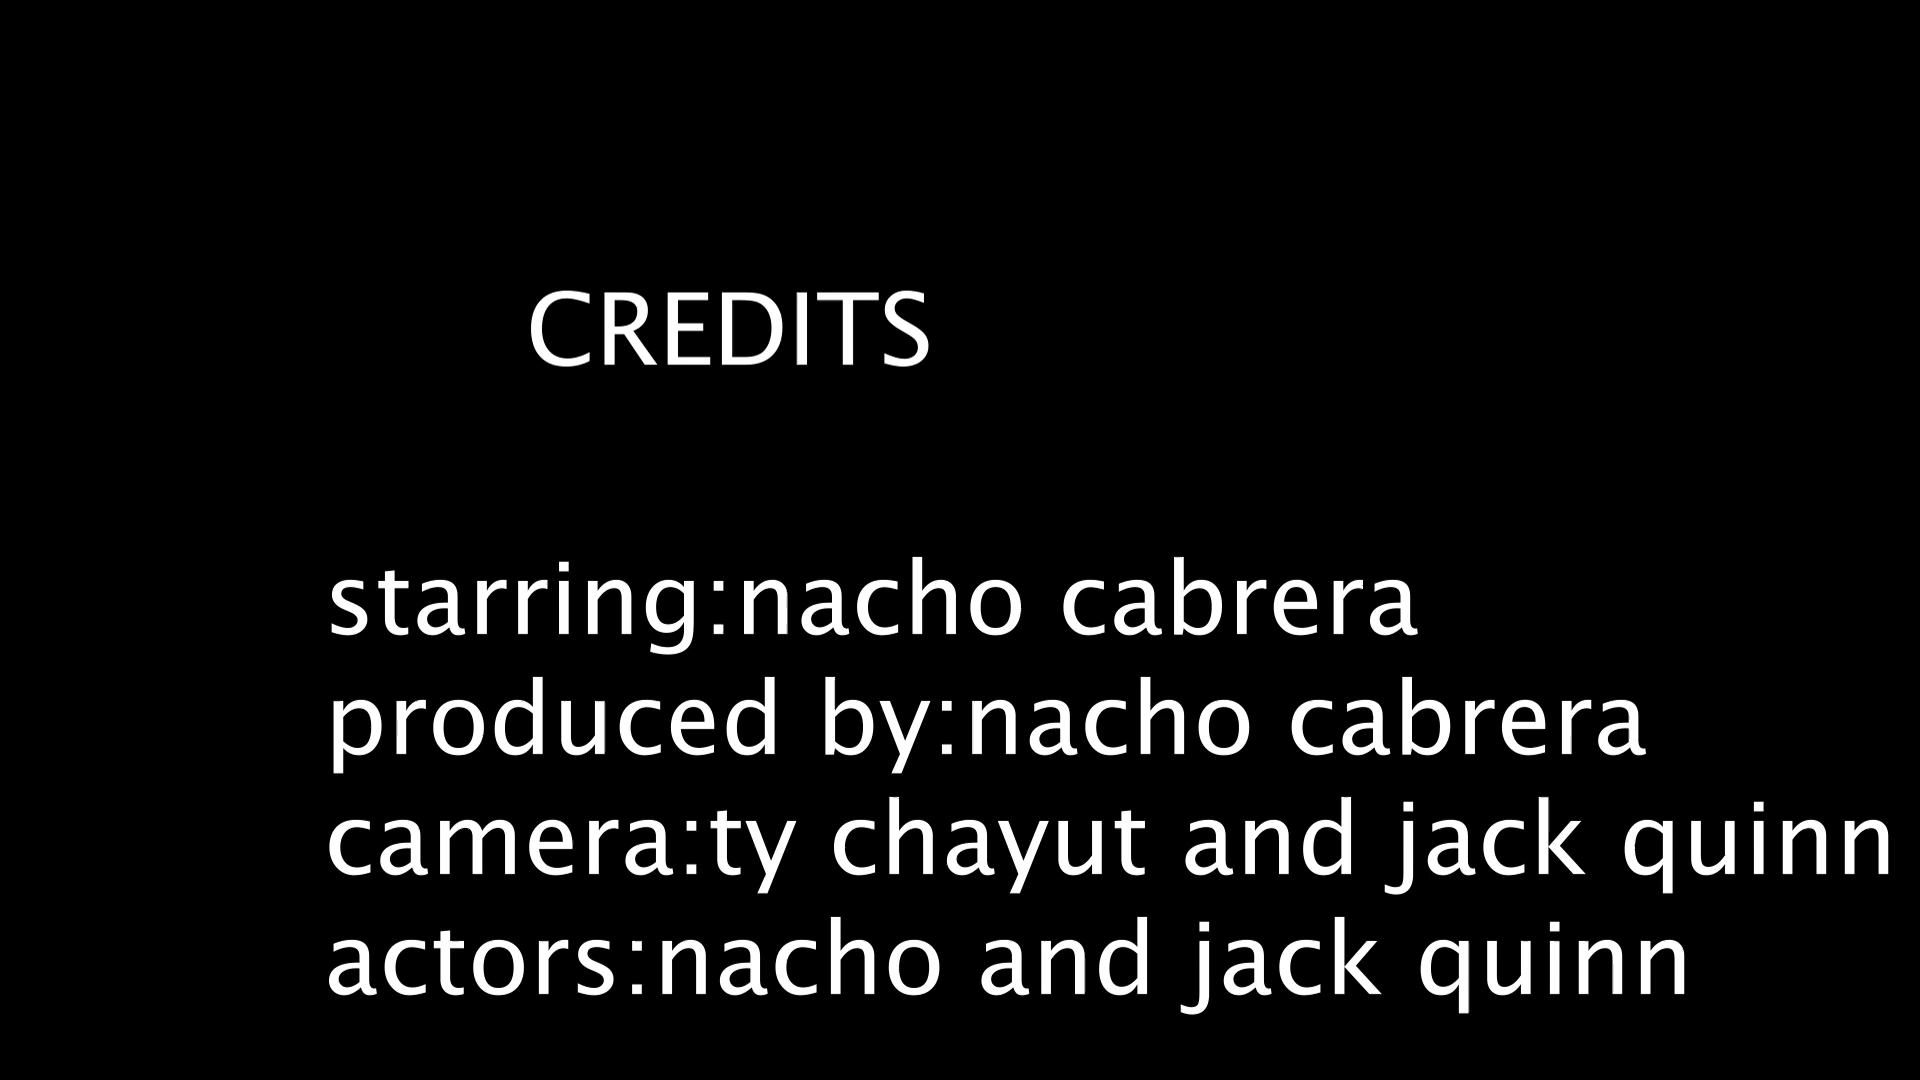 CREDITS
starring:nacho cabrera
produced by:nacho cabrera
camera:ty chayut and jack quinn
actors:nacho and jack quinn